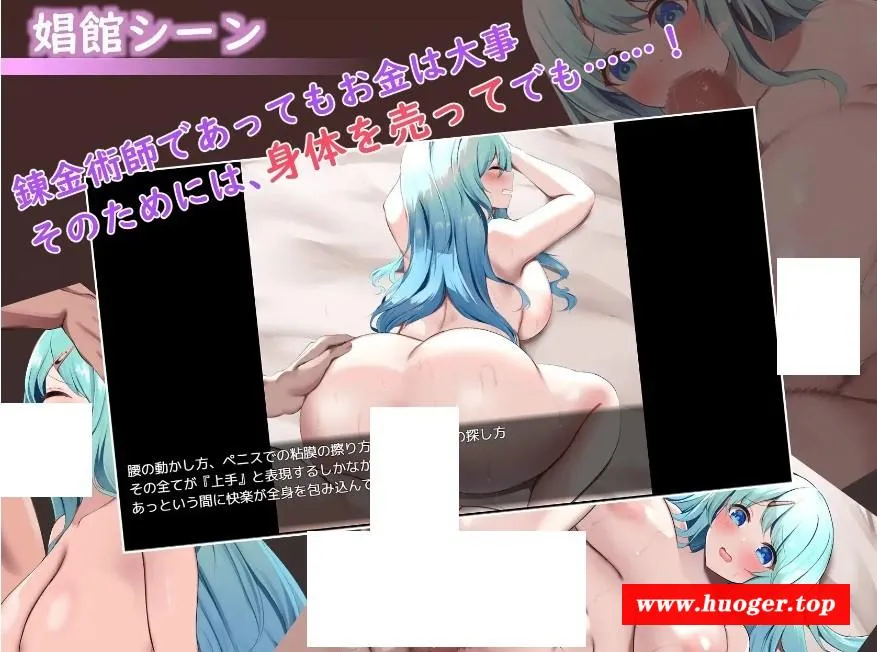 娼館シーン
錬金術師であってもお金は大事
そのためには、身体を売ってでも……！
腰の動かし方、ペニスでの粘膜の擦り方
の探し方
その全てが『上手』と表現するしかなが
あっという間に快楽が全身を包み込んで
www.huoger.top